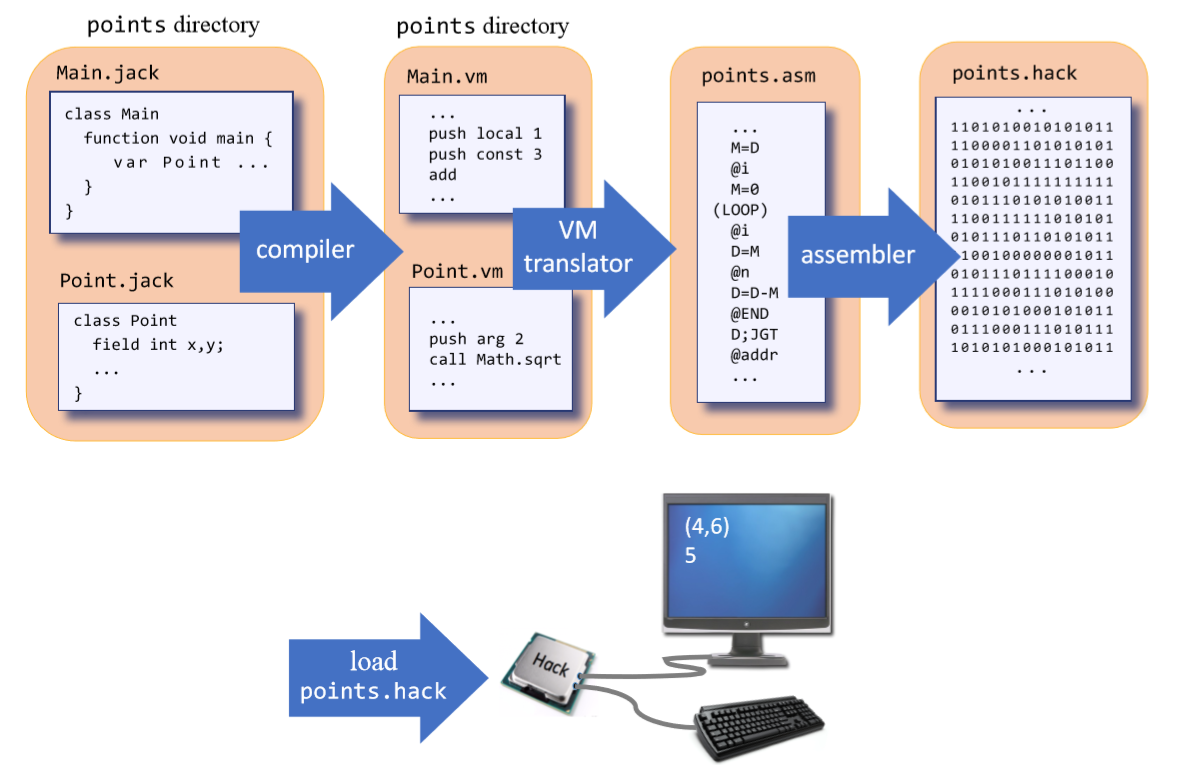 points directory
Main.jack
class Main
function void main {
var Point ...
}
}
Point.jack
class Point
field int x,y;
...
}
compiler
points directory
Main.vm
...
push local 1
push const 3
add
...
Point.vm
...
push arg 2
call Math.sqrt
...
VM
translator
points.asm
...
M=D
@i
M=0
(LOOP)
@i
D=M
@n
D=D-M
@END
D;JGT
@addr
...
assembler
points.hack
...
1101010010101011
1100001101010101
0101010011101100
1100101111111111
0101110101010011
1100111111010101
0101110110101011
100100000001011
0101110111100010
1111000111010100
0010101000101011
0111000111010111
1010101000101011
...
load
points.hack
Hack
(4,6)
5